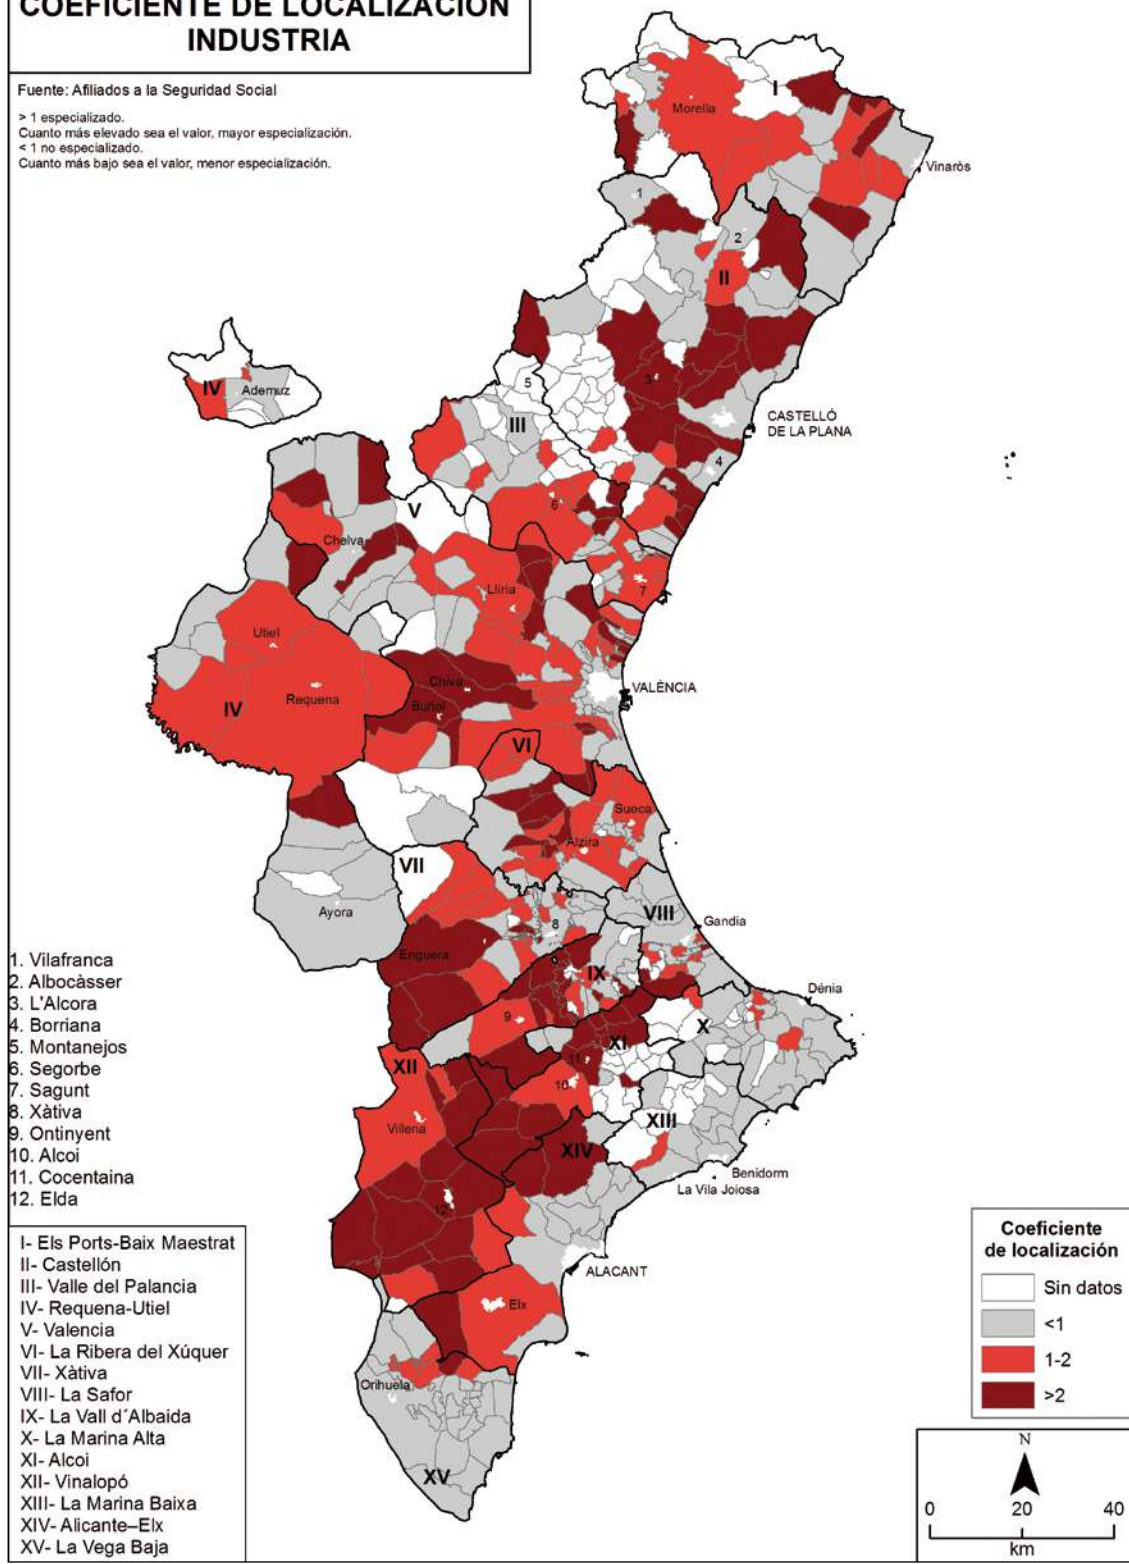 COEFICIENTE DE LOCALIZACIÓN
INDUSTRIA
Fuente: Afiliados a la Seguridad Social
> 1 especializado.
Cuanto más elevado sea el valor, mayor especialización.
< 1 no especializado.
Cuanto más bajo sea el valor, menor especialización.
I
Morella
Vinaròs
1
2
II
IV
Ademuz
5
3
III
CASTELLÓ
DE LA PLANA
4
V
6
Chelva
Llíria
7
Utiel
Chiva
VALÈNCIA
Requena
IV
Buñol
VI
Sueca
Alzira
VII
Ayora
8
VIII
Gandia
Enguera
IX
Dénia
9
X
XI
11
XII
10
Villena
XIII
XIV
Benidorm
La Vila Joiosa
12
ALACANT
Elx
Orihuela
XV
1. Vilafranca
2. Albocàsser
3. L'Alcora
4. Borriana
5. Montanejos
6. Segorbe
7. Sagunt
8. Xàtiva
9. Ontinyent
10. Alcoi
11. Cocentaina
12. Elda
I- Els Ports-Baix Maestrat
II- Castellón
III- Valle del Palancia
IV- Requena-Utiel
V- Valencia
VI- La Ribera del Xúquer
VII- Xàtiva
VIII- La Safor
IX- La Vall d´Albaida
X- La Marina Alta
XI- Alcoi
XII- Vinalopó
XIII- La Marina Baixa
XIV- Alicante–Elx
XV- La Vega Baja
Coeficiente
de localización
Sin datos
<1
1-2
>2
N
0 20 40
km